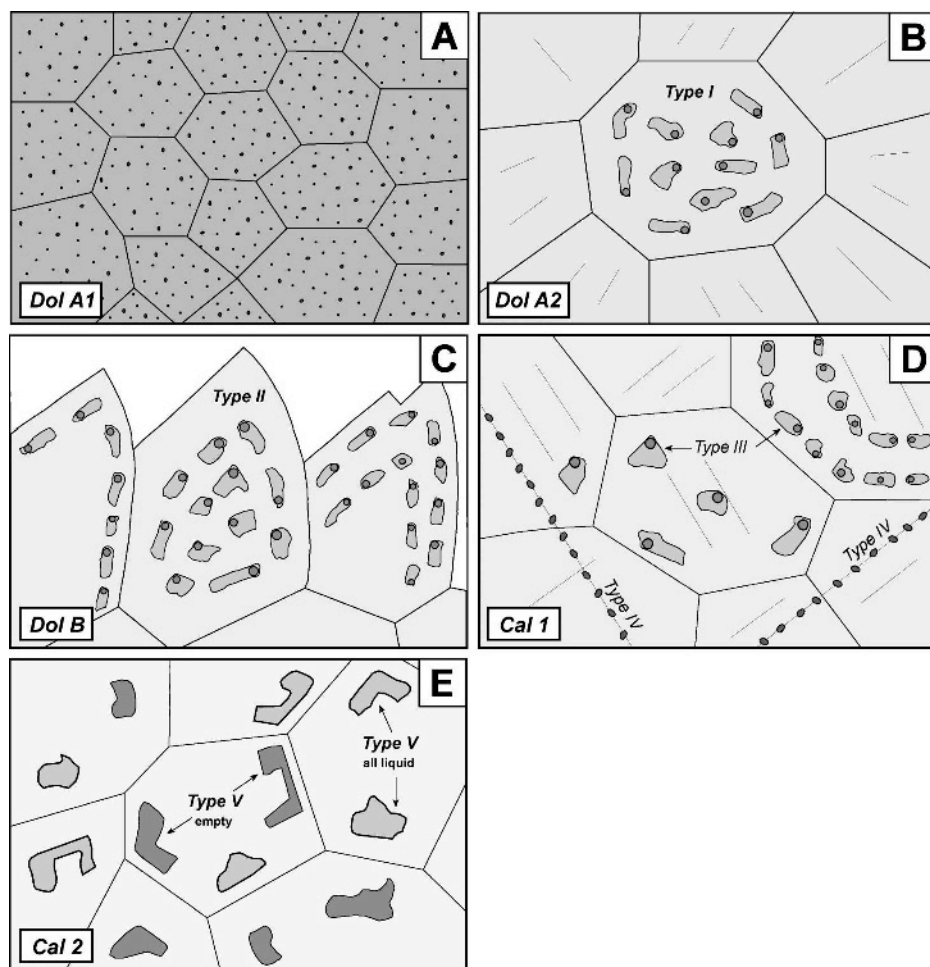 A
Dol A1
B
Type I
Dol A2
C
Type II
Dol B
D
Type III
Type IV
Type IV
Cal 1
E
Type V
all liquid
Type V
empty
Cal 2